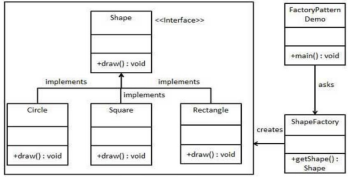 Shape
<<Interface>>
+draw() : void
implements
implements
implements
Circle
+draw() : void
Square
+draw() : void
Rectangle
+draw() : void
FactoryPattern
Demo
+main() : void
asks
ShapeFactory
+getShape() :
Shape
creates